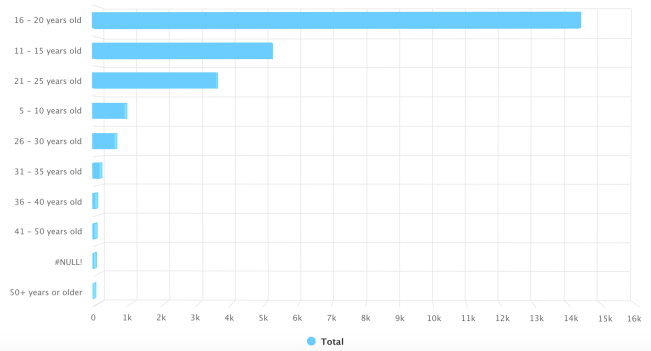 16 - 20 years old
11 - 15 years old
21 - 25 years old
5 - 10 years old
26 - 30 years old
31 - 35 years old
36 - 40 years old
41 - 50 years old
#NULL!
50+ years or older
0 1k 2k 3k 4k 5k 6k 7k 8k 9k 10k 11k 12k 13k 14k 15k 16k
Total